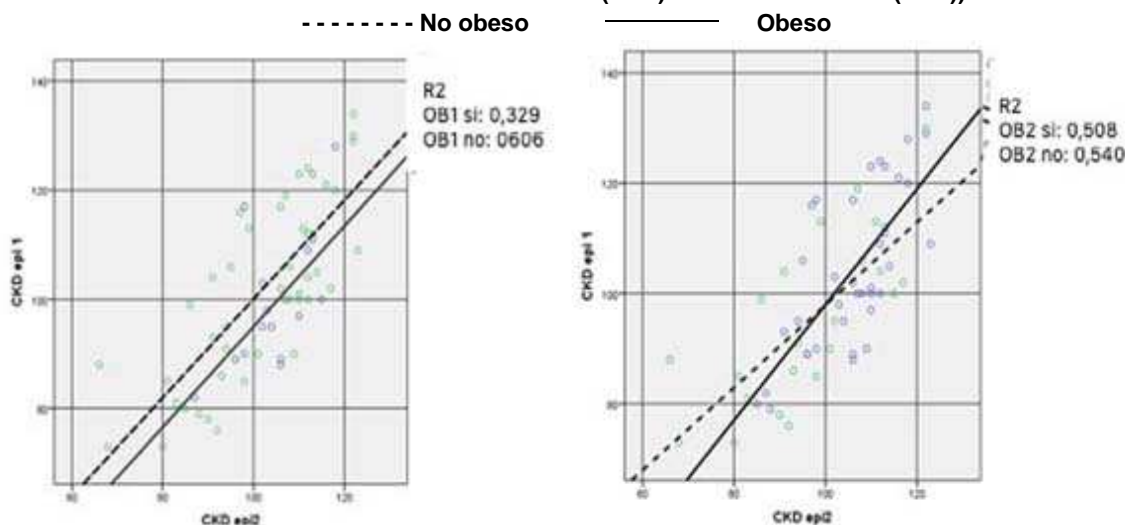 No obeso
Obeso
R2
OB1 si: 0,329
OB1 no: 0606
140
120
100
80
CKD epi 1
60
80
100
120
CKD epi2
R2
OB2 si: 0,508
OB2 no: 0,540
140
120
100
80
CKD epi 1
60
80
100
120
CKD epi2